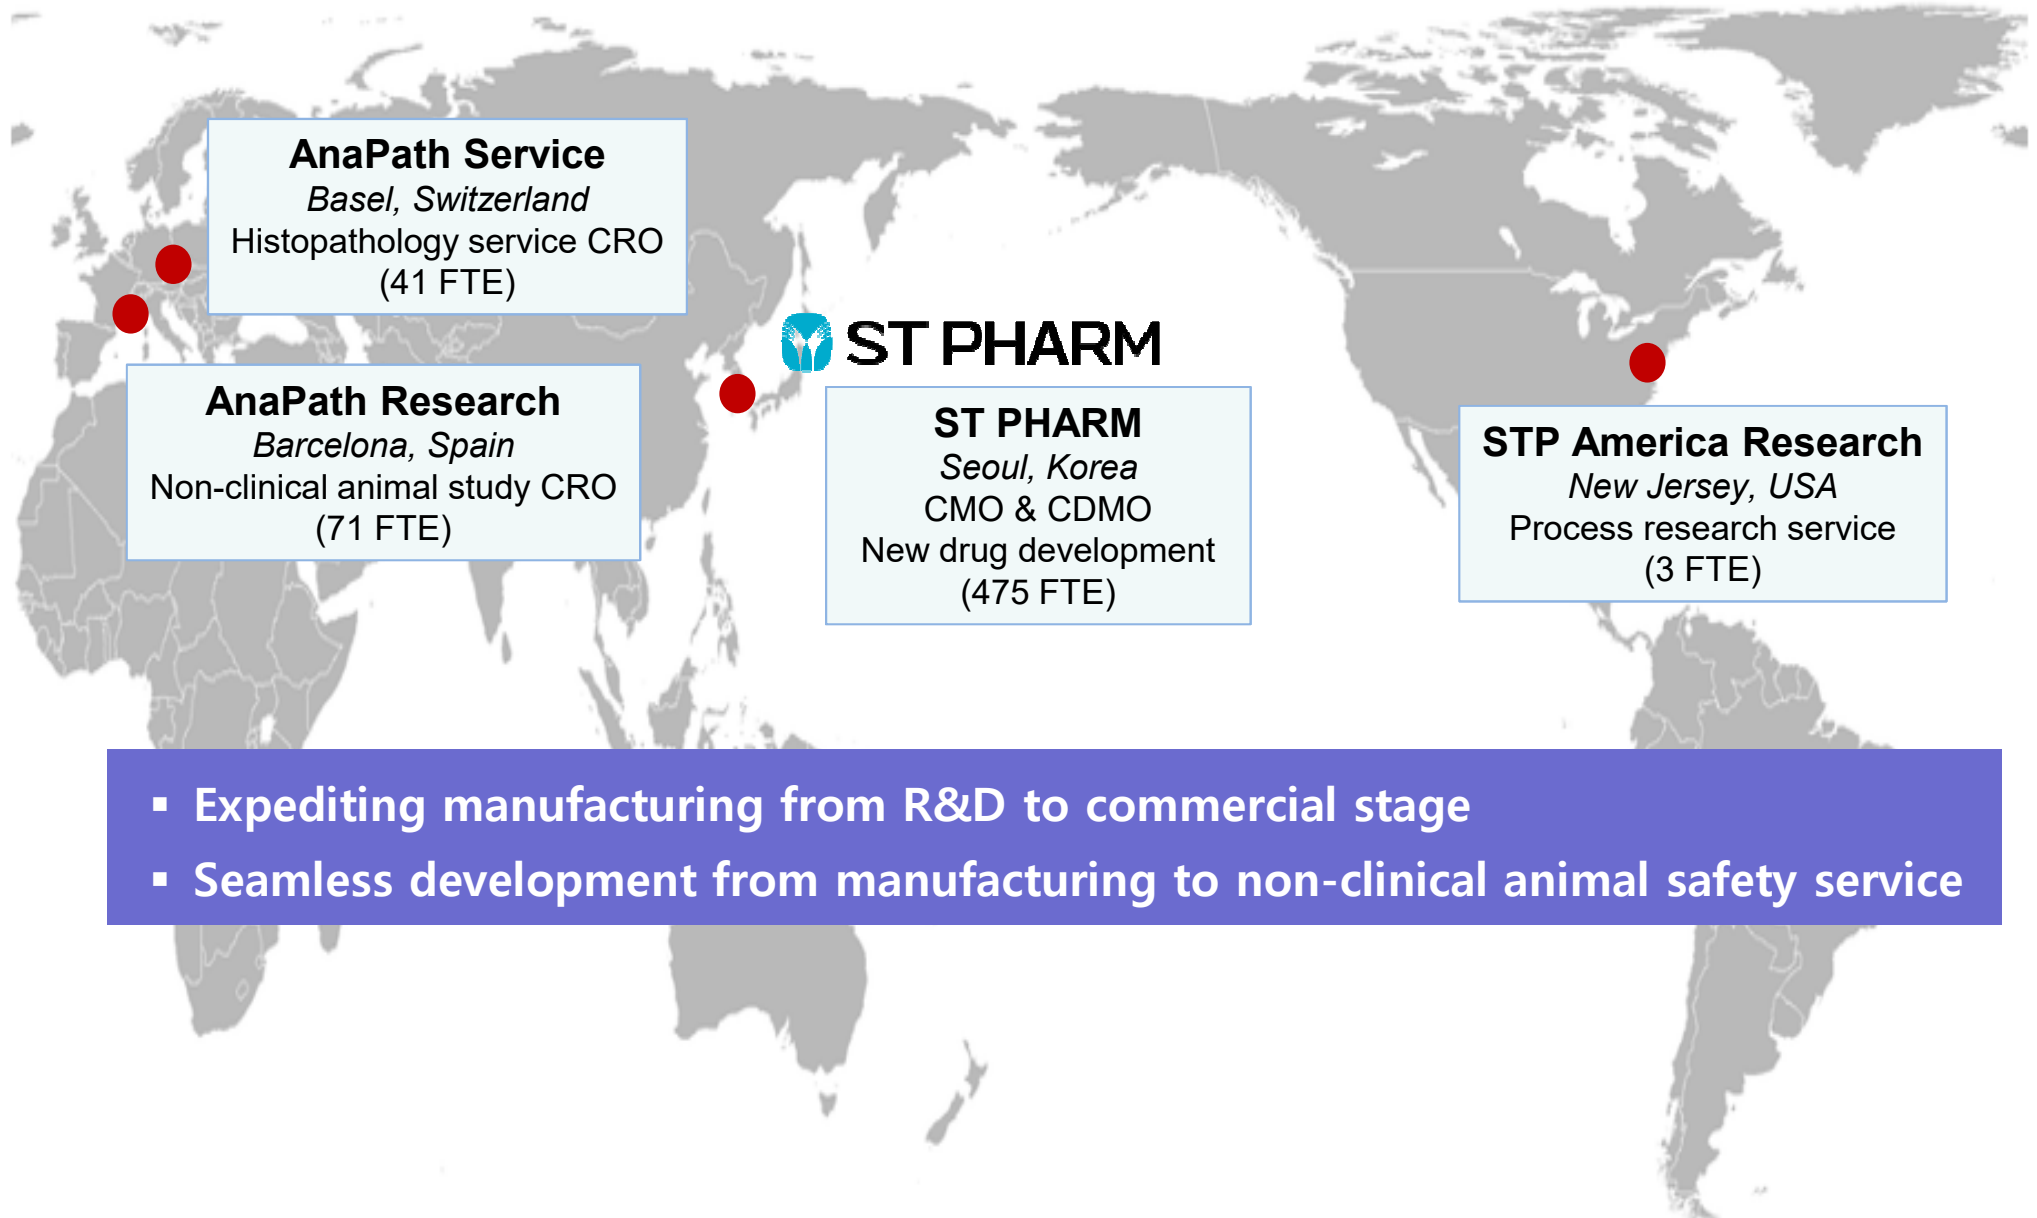 AnaPath Service
Basel, Switzerland
Histopathology service CRO
(41 FTE)
AnaPath Research
Barcelona, Spain
Non-clinical animal study CRO
(71 FTE)
ST PHARM
ST PHARM
Seoul, Korea
CMO & CDMO
New drug development
(475 FTE)
STP America Research
New Jersey, USA
Process research service
(3 FTE)
▪ Expediting manufacturing from R&D to commercial stage
▪ Seamless development from manufacturing to non-clinical animal safety service